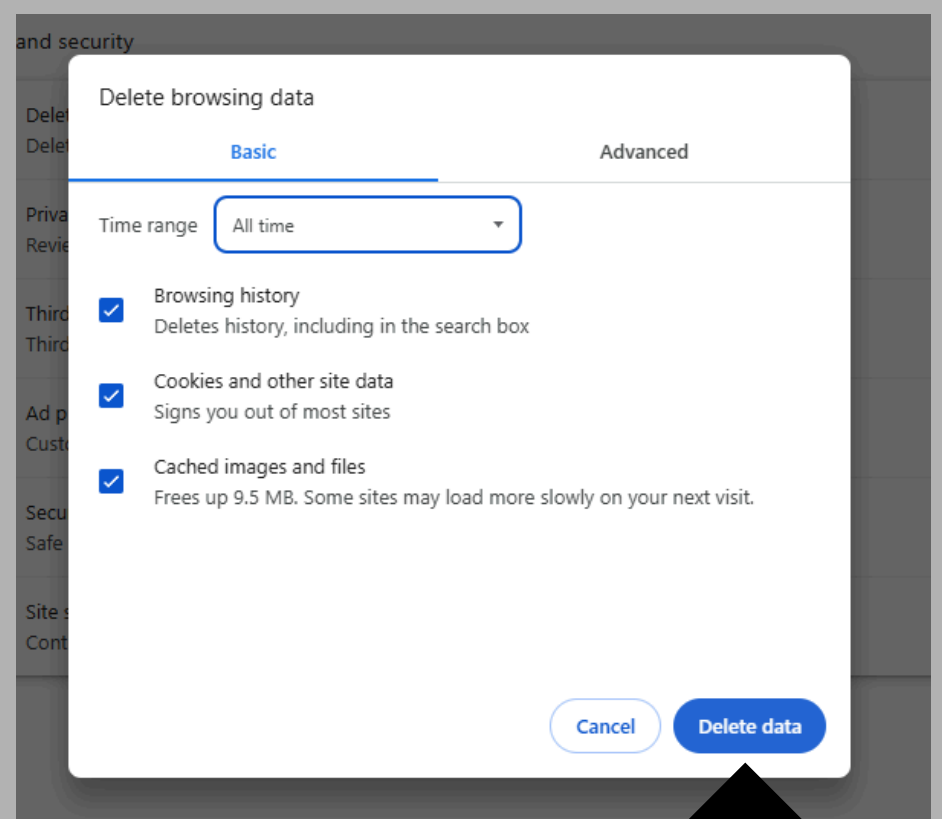 and security
Delete browsing data
Basic
Advanced
Time range
All time
Browsing history
Deletes history, including in the search box
Cookies and other site data
Signs you out of most sites
Cached images and files
Frees up 9.5 MB. Some sites may load more slowly on your next visit.
Safe
Site
Cancel
Delete data